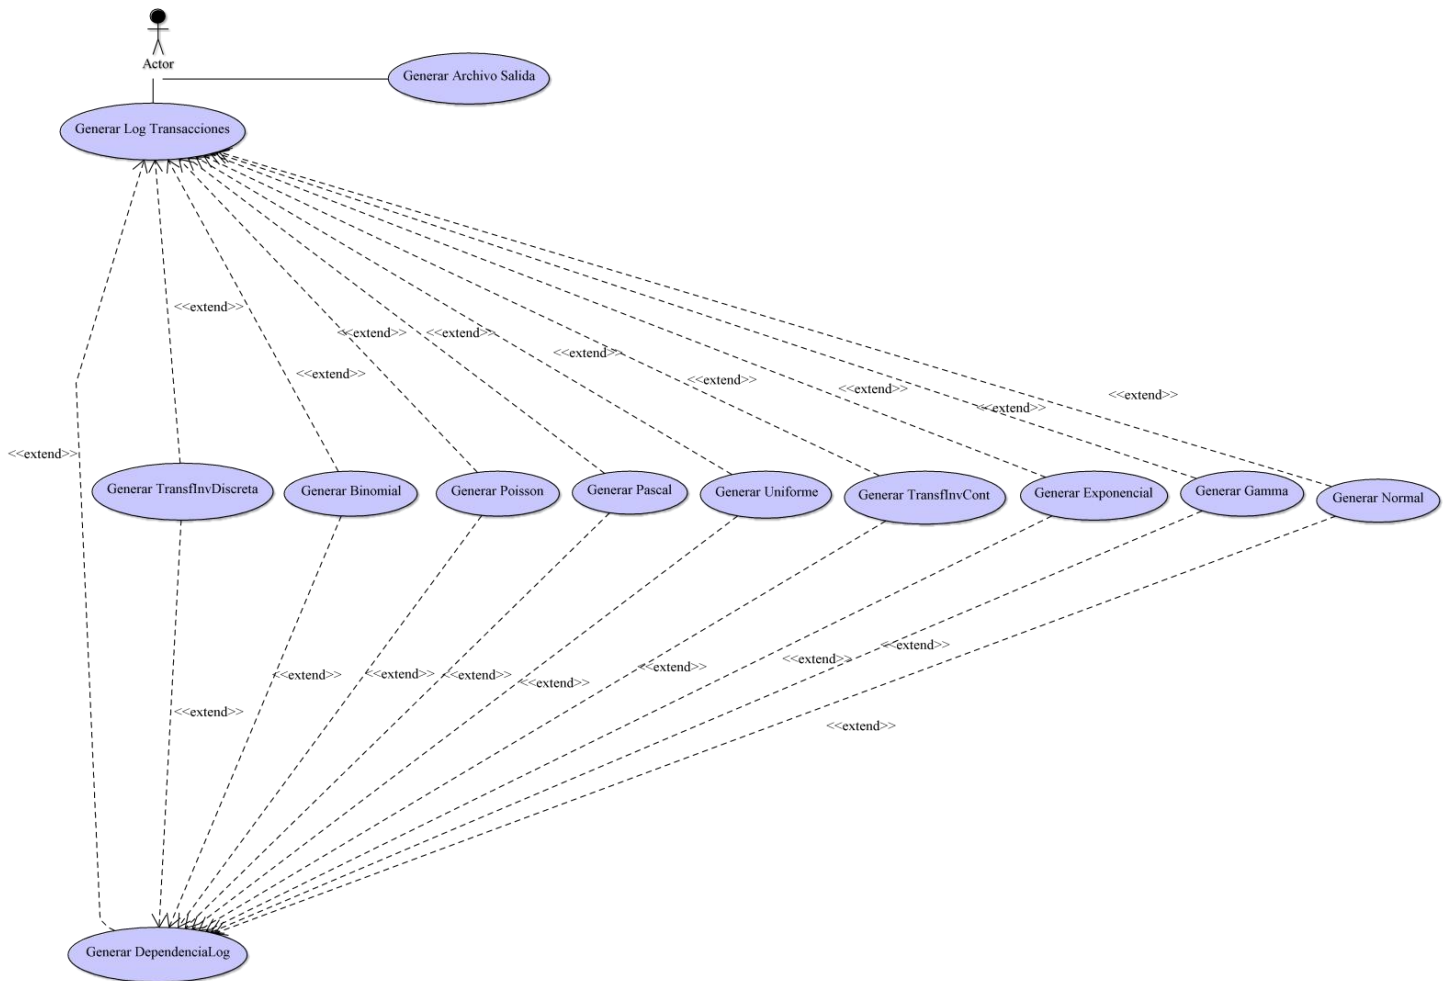 Actor
Generar Archivo Salida
Generar Log Transacciones
<<extend>>
<<extend>>
<<extend>>
<<extend>>
<<extend>>
<<extend>>
<<extend>>
<<extend>>
<<extend>>
<<extend>>
Generar TransfInvDiscreta
Generar Binomial
Generar Poisson
Generar Pascal
Generar Uniforme
Generar TransfInvCont
Generar Exponencial
Generar Gamma
Generar Normal
<<extend>>
<<extend>>
<<extend>>
<<extend>>
<<extend>>
<<extend>>
<<extend>>
<<extend>>
<<extend>>
Generar DependenciaLog